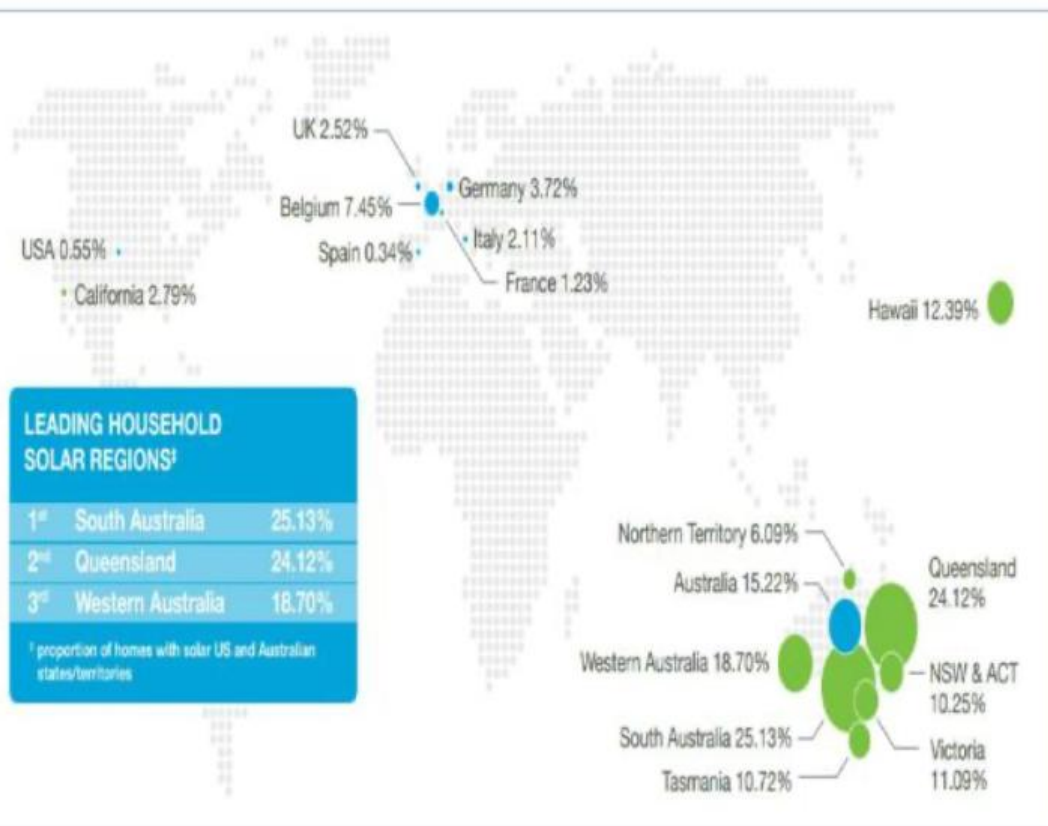 UK 2.52%
Germany 3.72%
Belgium 7.45%
USA 0.55%
Spain 0.34%
Italy 2.11%
France 1.23%
California 2.79%
Hawaii 12.39%
LEADING HOUSEHOLD
SOLAR REGIONS‡
1st South Australia 25.13%
2nd Queensland 24.12%
3rd Western Australia 18.70%
‡ proportion of homes with solar US and Australian
states/territories
Northern Territory 6.09%
Australia 15.22%
Queensland
24.12%
Western Australia 18.70%
NSW & ACT
10.25%
South Australia 25.13%
Victoria
11.09%
Tasmania 10.72%